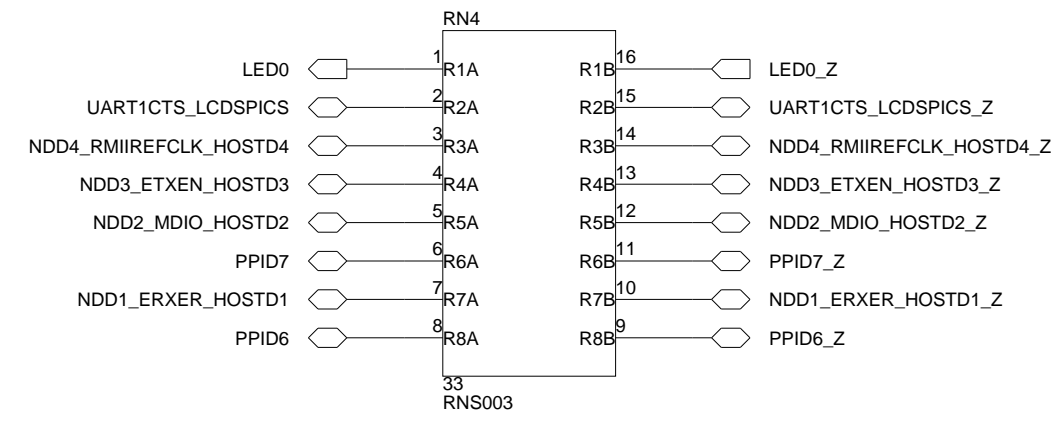 RN4
LED0 1 R1A R1B 16 LED0_Z
UART1CTS_LCDSPICS 2 R2A R2B 15 UART1CTS_LCDSPICS_Z
NDD4_RMIIREFCLK_HOSTD4 3 R3A R3B 14 NDD4_RMIIREFCLK_HOSTD4_Z
NDD3_ETXEN_HOSTD3 4 R4A R4B 13 NDD3_ETXEN_HOSTD3_Z
NDD2_MDIO_HOSTD2 5 R5A R5B 12 NDD2_MDIO_HOSTD2_Z
PPID7 6 R6A R6B 11 PPID7_Z
NDD1_ERXER_HOSTD1 7 R7A R7B 10 NDD1_ERXER_HOSTD1_Z
PPID6 8 R8A R8B 9 PPID6_Z
33
RNS003